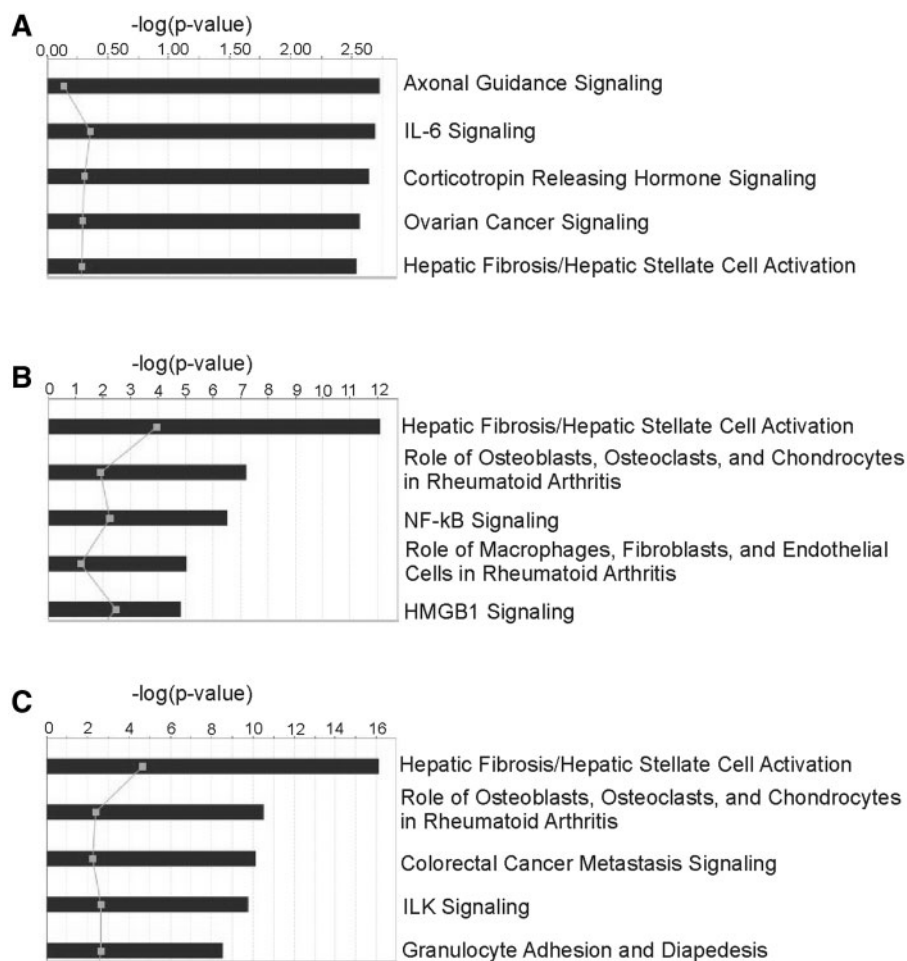 A
-log(p-value)
0.00 0.50 1.00 1.50 2.00 2.50
Axonal Guidance Signaling
IL-6 Signaling
Corticotropin Releasing Hormone Signaling
Ovarian Cancer Signaling
Hepatic Fibrosis/Hepatic Stellate Cell Activation
B
-log(p-value)
0 1 2 3 4 5 6 7 8 9 10 11 12
Hepatic Fibrosis/Hepatic Stellate Cell Activation
Role of Osteoblasts, Osteoclasts, and Chondrocytes
in Rheumatoid Arthritis
NF-kB Signaling
Role of Macrophages, Fibroblasts, and Endothelial
Cells in Rheumatoid Arthritis
HMGB1 Signaling
C
-log(p-value)
0 2 4 6 8 10 12 14 16
Hepatic Fibrosis/Hepatic Stellate Cell Activation
Role of Osteoblasts, Osteoclasts, and Chondrocytes
in Rheumatoid Arthritis
Colorectal Cancer Metastasis Signaling
ILK Signaling
Granulocyte Adhesion and Diapedesis